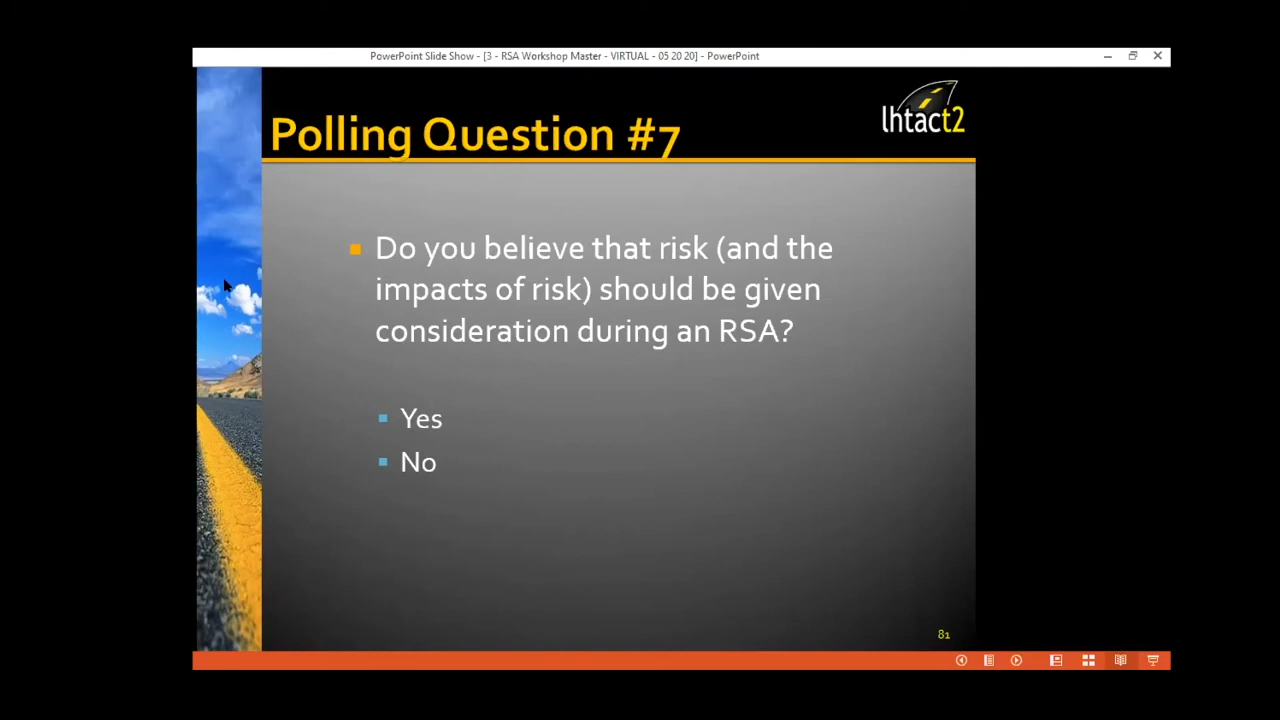 PowerPoint Slide Show - [3 - RSA Workshop Master - VIRTUAL - 05 20 20] - PowerPoint
lhtact2
Polling Question #7
Do you believe that risk (and the
impacts of risk) should be given
consideration during an RSA?
Yes
No
81